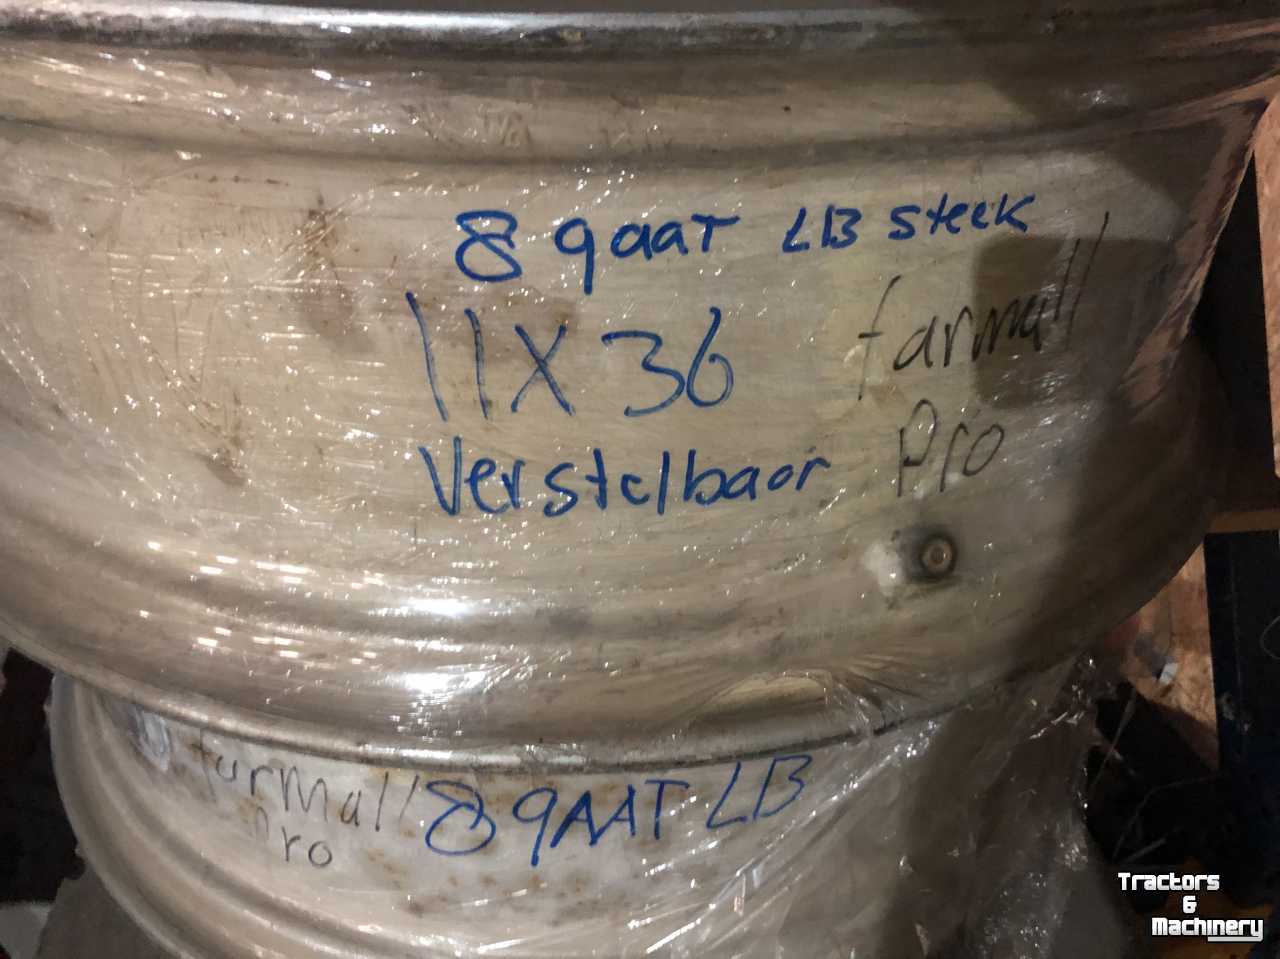 8 gaaT LB steek
11X36 farmall
Verstelbaar Pro
farmall 8 gAAT LB
Pro
Tractors
&
Machinery